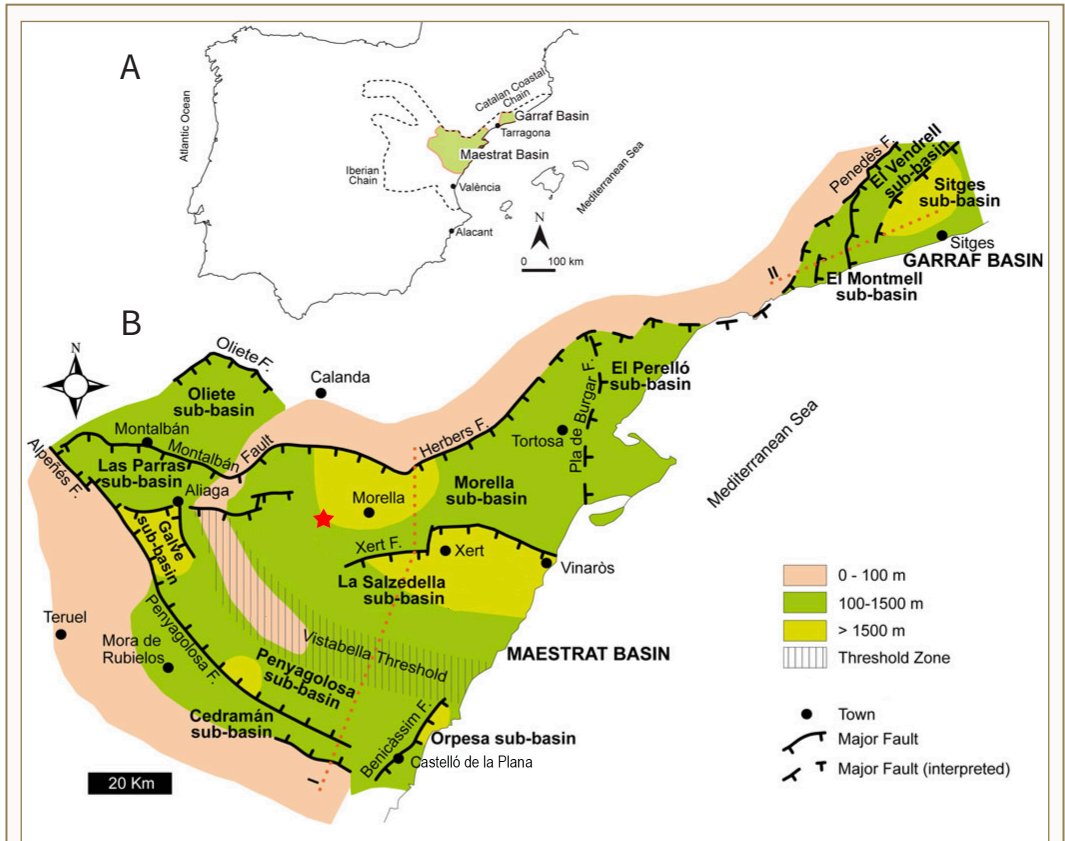 A
Atlantic Ocean
Catalan Coastal
Chain
Garraf Basin
Tarragona
Maestrat Basin
Iberian
Chain
València
Alacant
Mediterranean Sea
N
0 100 km
B
N
Penedès F.
El Vendrell
sub-basin
Sitges
sub-basin
Sitges
GARRAF BASIN
II
El Montmell
sub-basin
Oliete F.
Calanda
Oliete
sub-basin
El Perelló
sub-basin
Pla de Burgar F.
Montalbán
Montalbán Fault
Herbers F.
Tortosa
Alpeñés F.
Las Parras
sub-basin
Aliaga
Morella
sub-basin
Morella
Mediterranean Sea
Galve
sub-basin
Xert F.
Xert
Vinaròs
La Salzedella
sub-basin
0 - 100 m
100-1500 m
> 1500 m
Threshold Zone
Teruel
Mora de
Rubielos
Penyagolosa F.
Vistabella Threshold
MAESTRAT BASIN
Penyagolosa
sub-basin
Cedramán
sub-basin
Benicàssim F.
Orpesa sub-basin
Castelló de la Plana
I
20 Km
Town
Major Fault
Major Fault (interpreted)